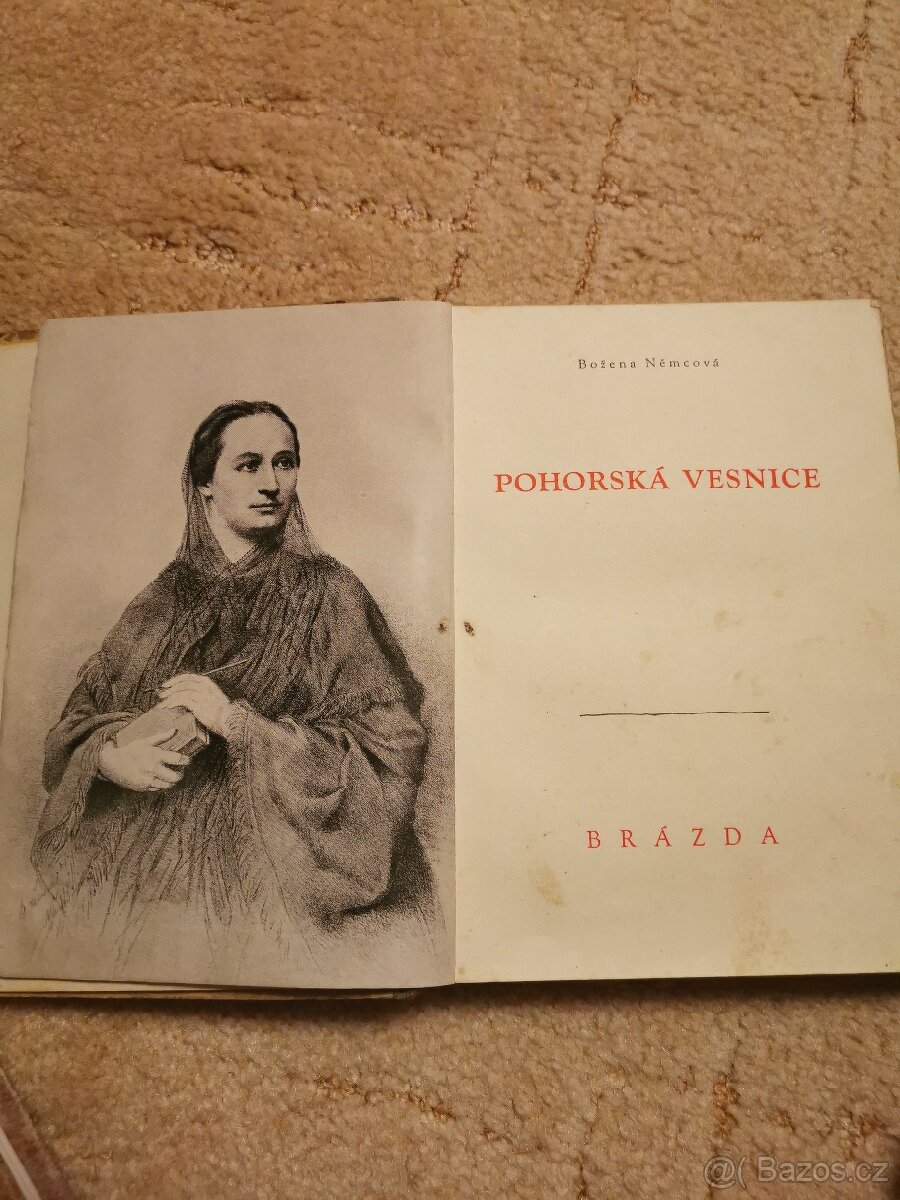 Božena Němcová
POHORSKÁ VESNICE
BRÁZDA
@( Bazos.cz